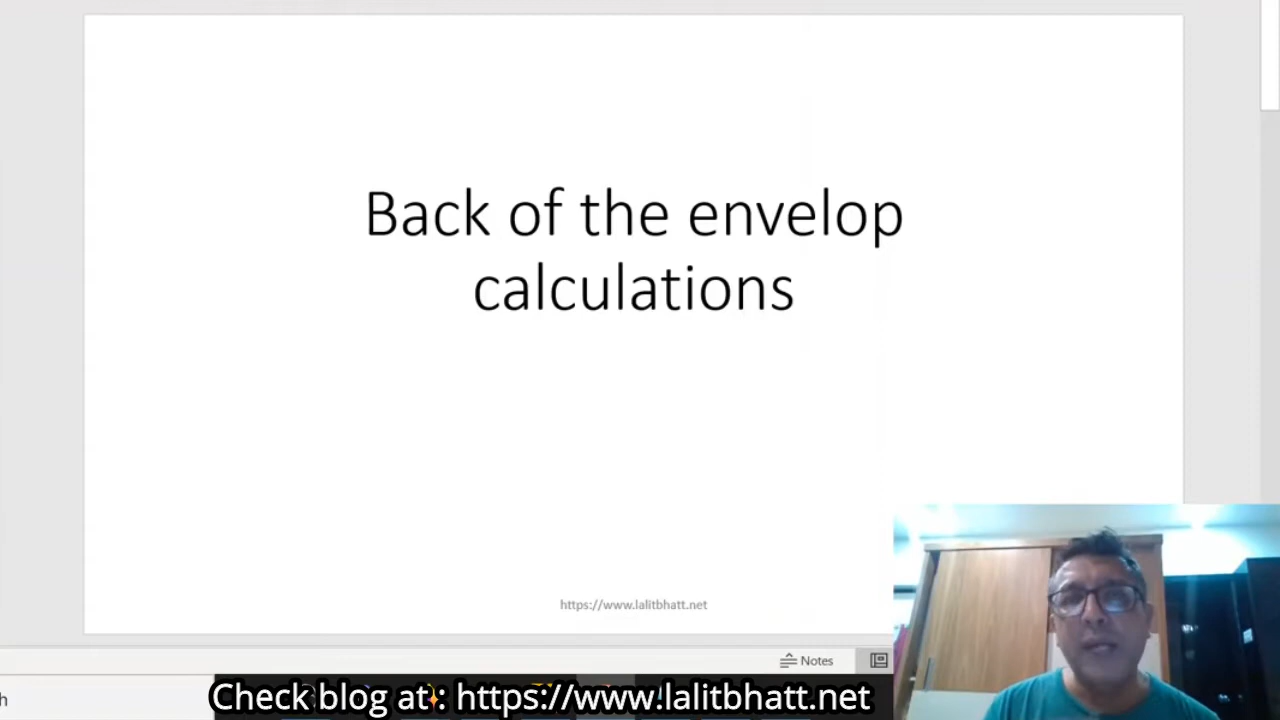 Back of the envelop
calculations
https://www.lalitbhatt.net
Notes
h
Check blog at: https://www.lalitbhatt.net